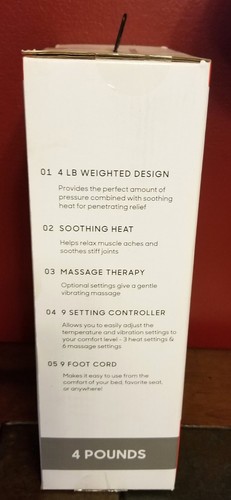 01 4 LB WEIGHTED DESIGN
Provides the perfect amount of
pressure combined with soothing
heat for penetrating relief
02 SOOTHING HEAT
Helps relax muscle aches and
soothes stiff joints
03 MASSAGE THERAPY
Optional settings give a gentle
vibrating massage
04 9 SETTING CONTROLLER
Allows you to easily adjust the
temperature and vibration settings to
your comfort level - 3 heat settings &
6 massage settings
05 9 FOOT CORD
Makes it easy to use from the
comfort of your bed, favorite seat,
or anywhere!
4 POUNDS